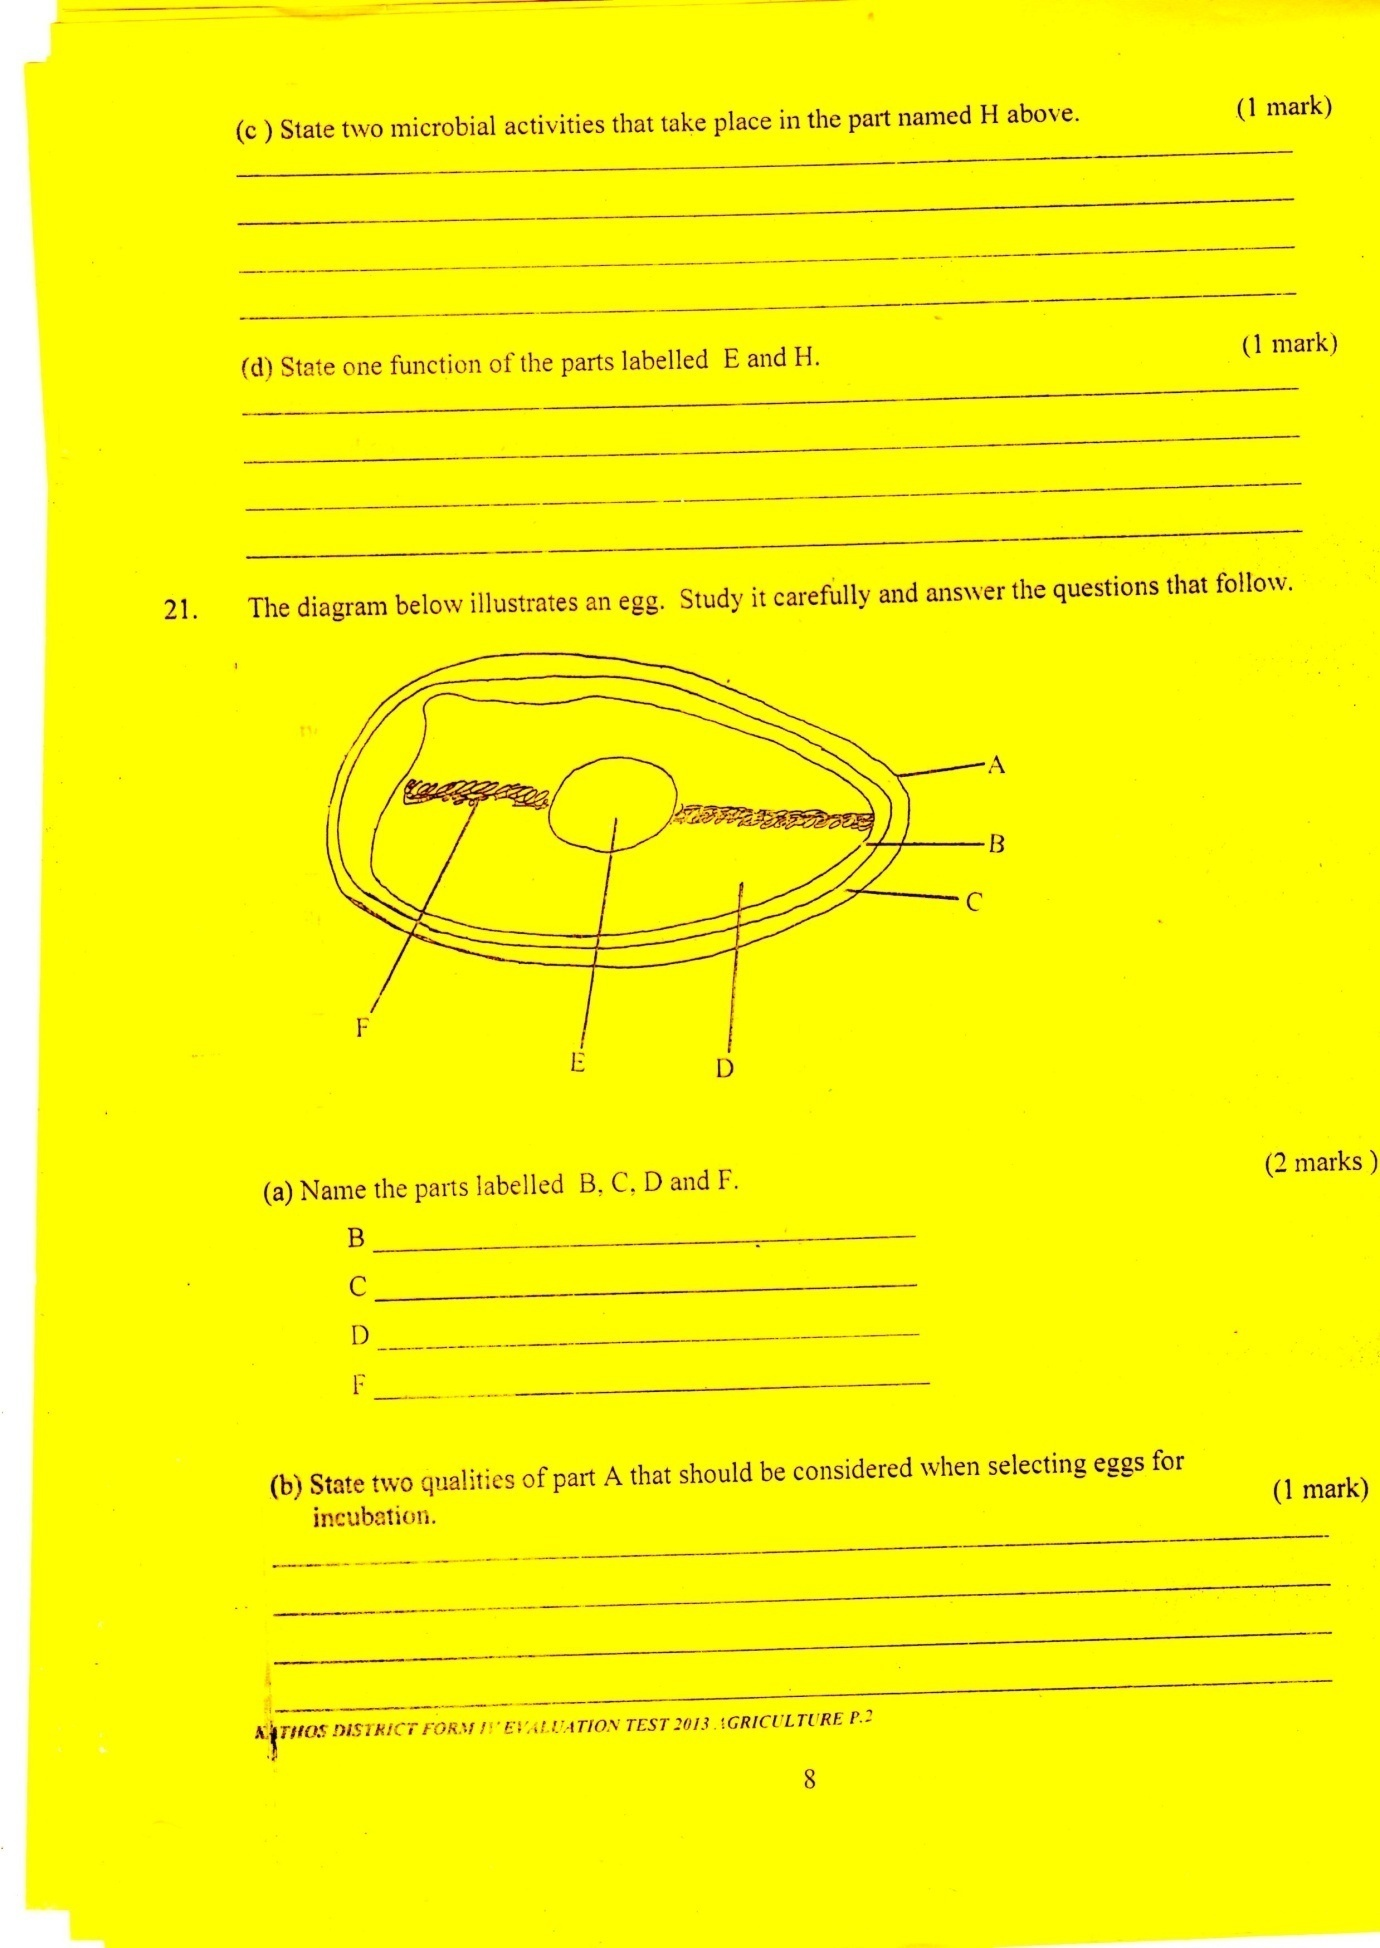 (c ) State two microbial activities that take place in the part named H above. (1 mark)
(d) State one function of the parts labelled E and H. (1 mark)
21. The diagram below illustrates an egg. Study it carefully and answer the questions that follow.
A
B
C
F
E
D
(a) Name the parts labelled B, C, D and F. (2 marks )
B
C
D
F
(b) State two qualities of part A that should be considered when selecting eggs for
incubation. (1 mark)
DISTRICT FORM IV EVALUATION TEST 2013 AGRICULTURE P.2
8